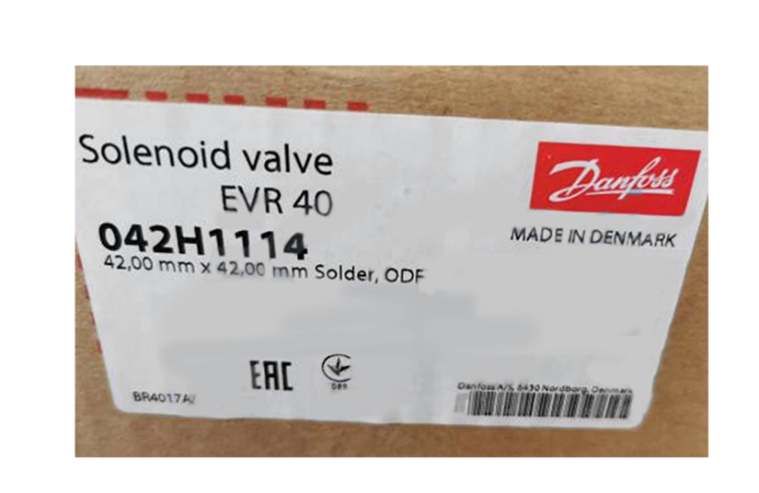 Solenoid valve
EVR 40
042H1114
42,00 mm x 42,00 mm Solder, ODF
Danfoss
MADE IN DENMARK
EAC
089
BR4017A
Danfoss A/S, 6430 Nordborg, Denmark